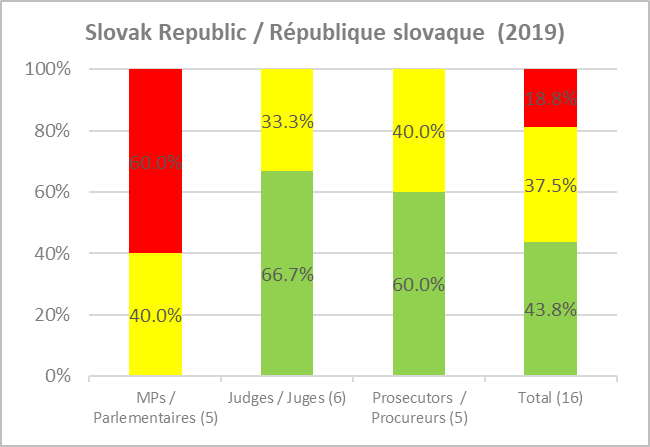 Slovak Republic / République slovaque (2019)
100%
80%
60%
40%
20%
0%
60.0%
40.0%
33.3%
66.7%
40.0%
60.0%
18.8%
37.5%
43.8%
MPs /
Parlementaires (5)
Judges / Juges (6)
Prosecutors /
Procureurs (5)
Total (16)